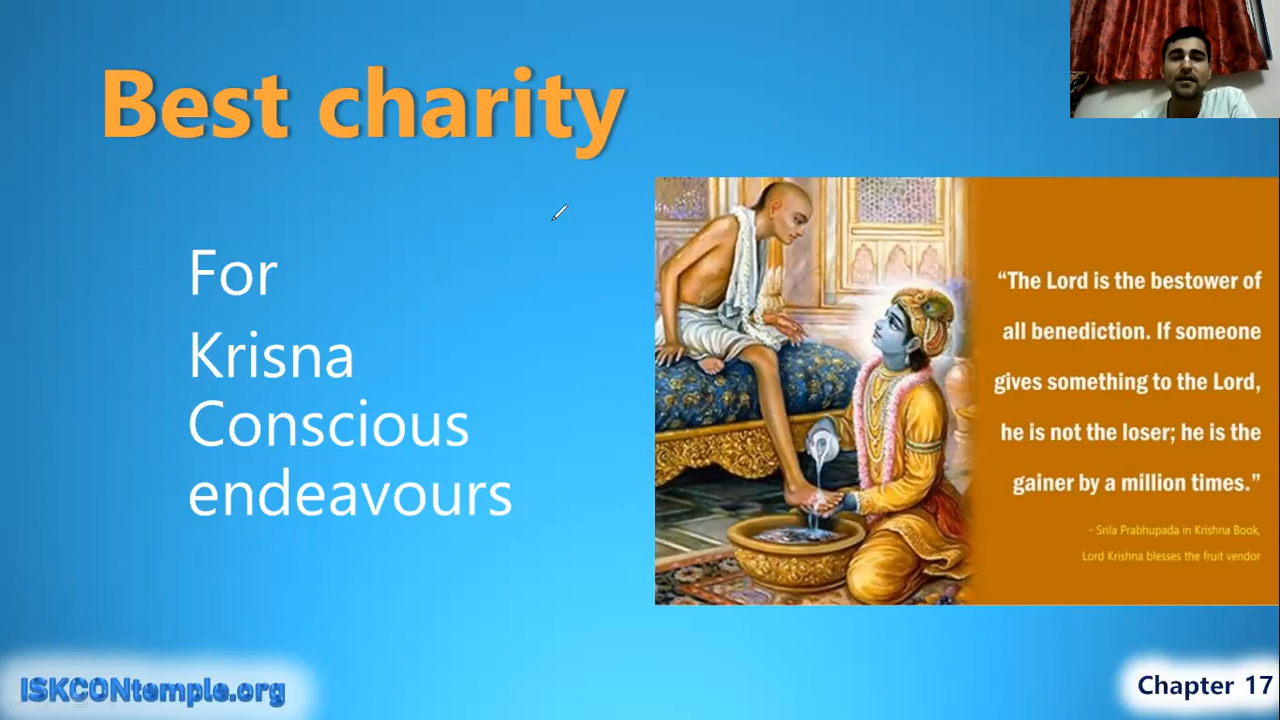 Best charity
For
Krisna
Conscious
endeavours
“The Lord is the bestower of
all benediction. If someone
gives something to the Lord,
he is not the loser; he is the
gainer by a million times.”
- Srila Prabhupada in Krishna Book,
Lord Krishna blesses the fruit vendor
ISKCONtemple.org
Chapter 17